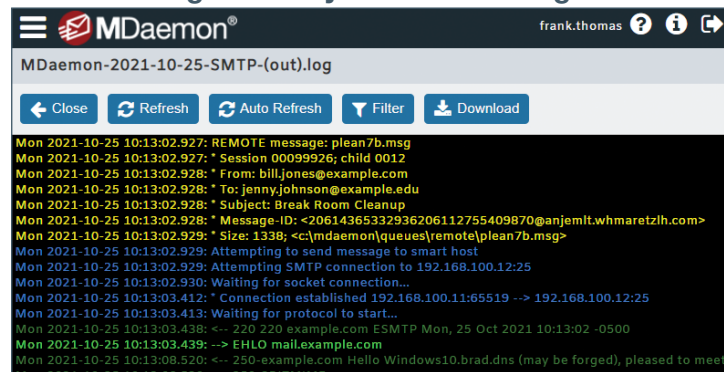 MDaemon®
frank.thomas
MDaemon-2021-10-25-SMTP-(out).log
Close Refresh Auto Refresh Filter Download
Mon 2021-10-25 10:13:02.927: REMOTE message: plean7b.msg
Mon 2021-10-25 10:13:02.927: * Session 00099926; child 0012
Mon 2021-10-25 10:13:02.928: * From: bill.jones@example.com
Mon 2021-10-25 10:13:02.928: * To: jenny.johnson@example.edu
Mon 2021-10-25 10:13:02.928: * Subject: Break Room Cleanup
Mon 2021-10-25 10:13:02.928: * Message-ID: <20614365332936206112755409870@anjemlt.whmaretzlh.com>
Mon 2021-10-25 10:13:02.929: * Size: 1338; <c:\mdaemon\queues\remote\plean7b.msg>
Mon 2021-10-25 10:13:02.929: Attempting to send message to smart host
Mon 2021-10-25 10:13:02.929: Attempting SMTP connection to 192.168.100.12:25
Mon 2021-10-25 10:13:02.930: Waiting for socket connection...
Mon 2021-10-25 10:13:03.412: * Connection established 192.168.100.11:65519 --> 192.168.100.12:25
Mon 2021-10-25 10:13:03.413: Waiting for protocol to start...
Mon 2021-10-25 10:13:03.438: <-- 220 220 example.com ESMTP Mon, 25 Oct 2021 10:13:02 -0500
Mon 2021-10-25 10:13:03.439: --> EHLO mail.example.com
Mon 2021-10-25 10:13:08.520: <-- 250-example.com Hello Windows10.brad.dns (may be forged), pleased to meet